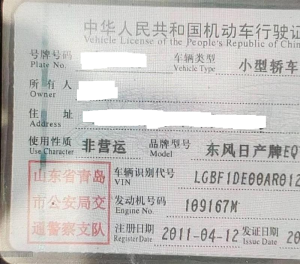 中华人民共和国机动车行驶证
Vehicle License of the People's Republic of Chin
号牌号码 车辆类型 小型轿车
Plate No. Vehicle Type
所有人
Owner
住址
Address
使用性质 非营运 品牌型号 东风日产牌EQ7
Use Character Model
山东省青岛市公安局交通警察支队
车辆识别代号 LGBF1DE00AR012
VIN
发动机号码 109167M
Engine No.
注册日期 2011-04-12 发证日期 20
Register Date Issue Date